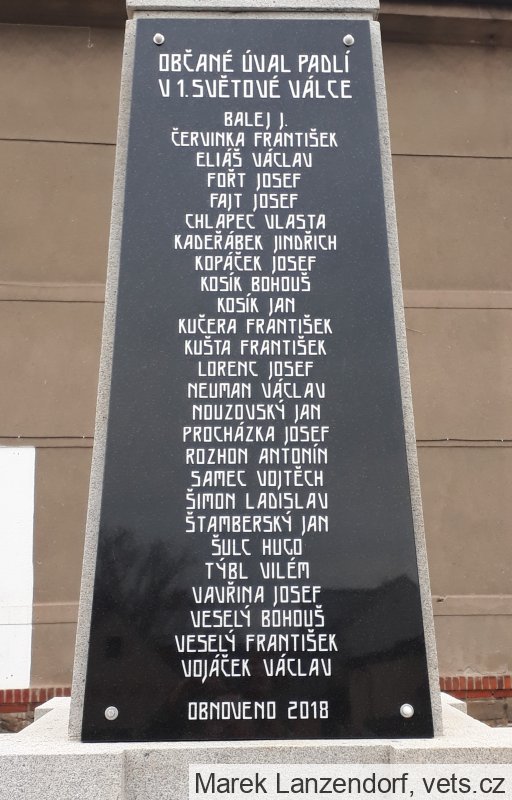 OBČANÉ ÚVAL PADLÍ
V 1. SVĚTOVÉ VÁLCE
BALEJ J.
ČERVINKA FRANTIŠEK
ELIÁŠ VÁCLAV
FOŘT JOSEF
FAJT JOSEF
CHLAPEC VLASTA
KADEŘÁBEK JINDŘICH
KOPÁČEK JOSEF
KOSÍK BOHOUŠ
KOSÍK JAN
KUČERA FRANTIŠEK
KUŠTA FRANTIŠEK
LORENC JOSEF
NEUMAN VÁCLAV
NOUZOVSKÝ JAN
PROCHÁZKA JOSEF
ROZHON ANTONÍN
SAMEC VOJTĚCH
ŠIMON LADISLAV
ŠTAMBERSKÝ JAN
ŠULC HUGO
TÝBL VILÉM
VAVŘINA JOSEF
VESELÝ BOHOUŠ
VESELÝ FRANTIŠEK
VOJÁČEK VÁCLAV
OBNOVENO 2018
Marek Lanzendorf, vets.cz